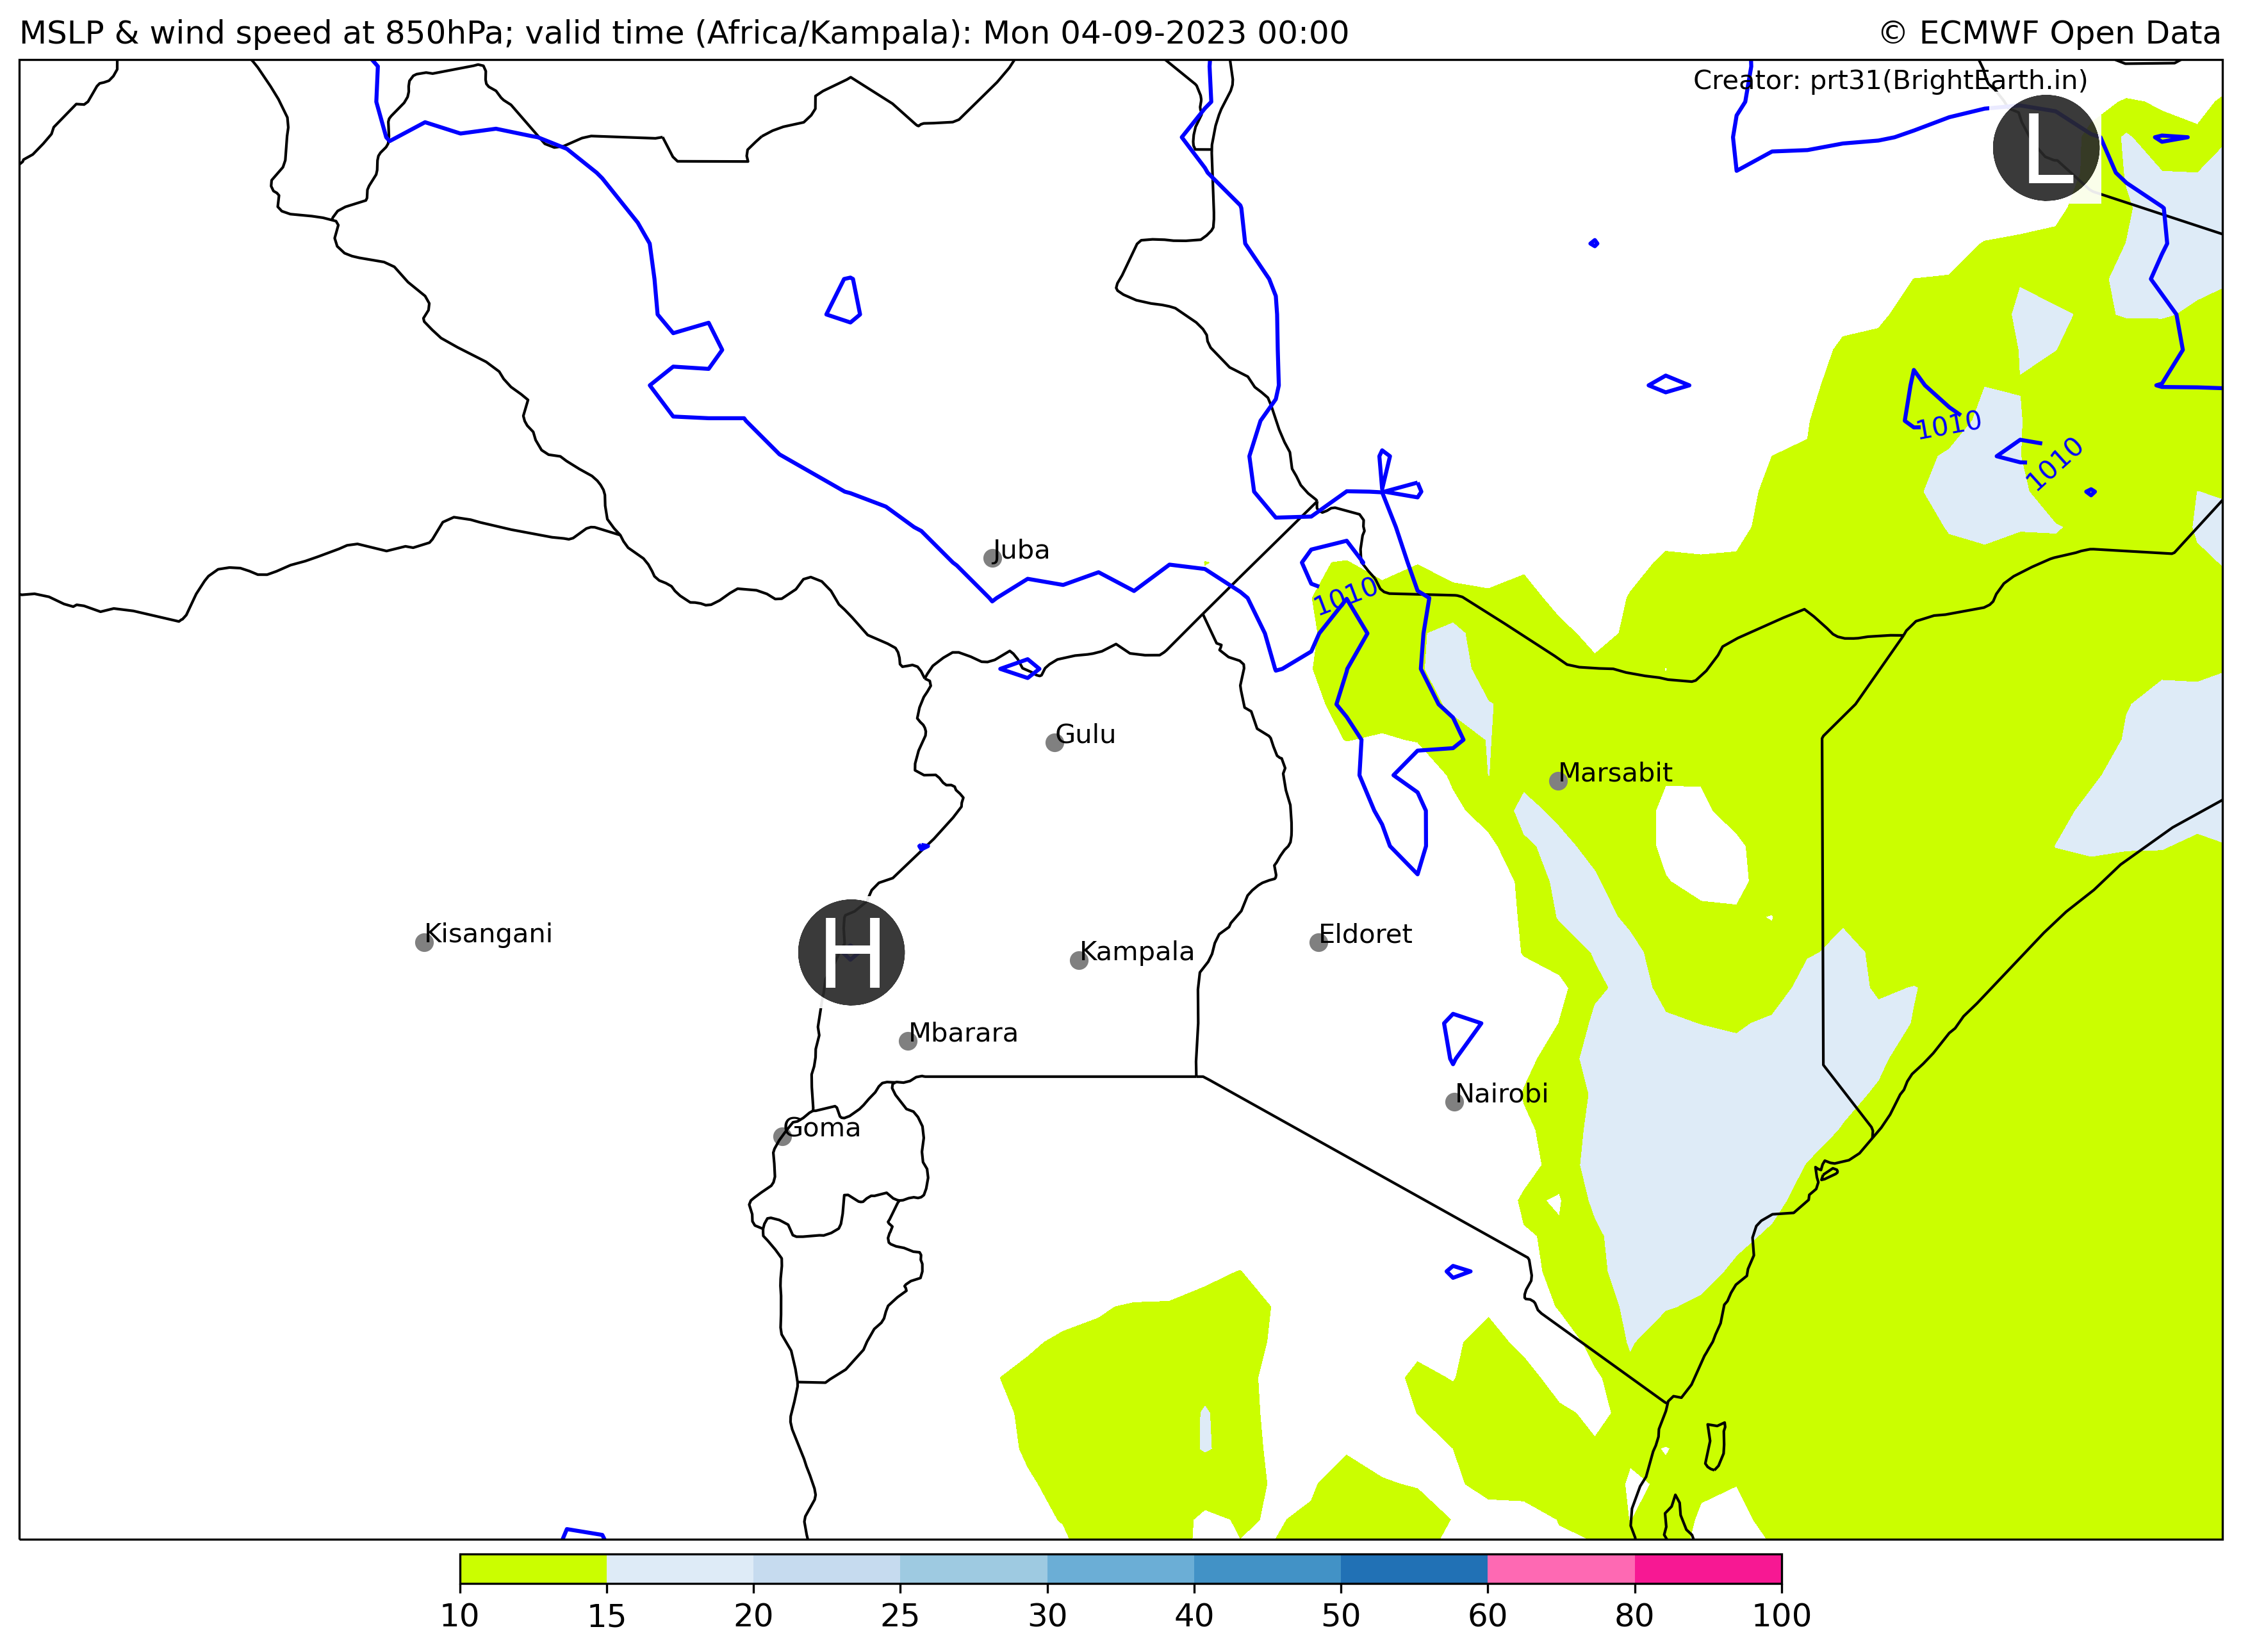 MSLP & wind speed at 850hPa; valid time (Africa/Kampala): Mon 04-09-2023 00:00
© ECMWF Open Data
Creator: prt31(BrightEarth.in)
L
1010
1010
Juba
1010
Gulu
Marsabit
Kisangani
H
Kampala
Eldoret
Mbarara
Nairobi
Goma
10 15 20 25 30 40 50 60 80 100